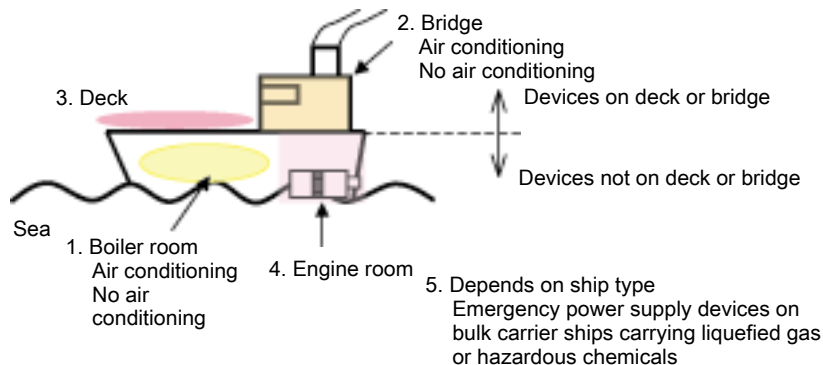 2. Bridge
Air conditioning
No air conditioning
3. Deck
Devices on deck or bridge
Devices not on deck or bridge
Sea
1. Boiler room
Air conditioning
No air
conditioning
4. Engine room
5. Depends on ship type
Emergency power supply devices on
bulk carrier ships carrying liquefied gas
or hazardous chemicals